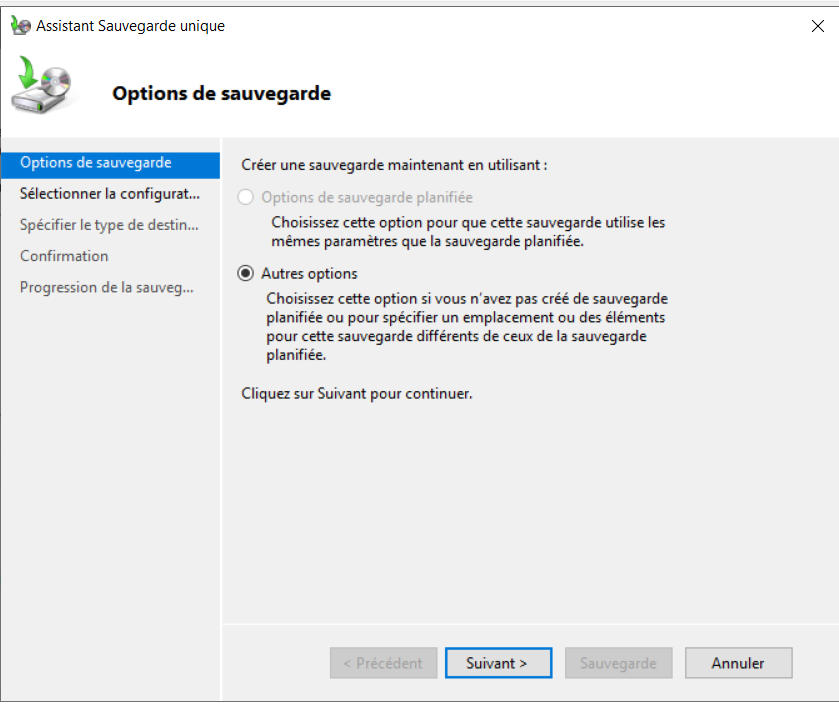 Assistant Sauvegarde unique
Options de sauvegarde
Options de sauvegarde
Sélectionner la configurat...
Spécifier le type de destin...
Confirmation
Progression de la sauveg...
Créer une sauvegarde maintenant en utilisant :
Options de sauvegarde planifiée
Choisissez cette option pour que cette sauvegarde utilise les
mêmes paramètres que la sauvegarde planifiée.
Autres options
Choisissez cette option si vous n'avez pas créé de sauvegarde
planifiée ou pour spécifier un emplacement ou des éléments
pour cette sauvegarde différents de ceux de la sauvegarde
planifiée.
Cliquez sur Suivant pour continuer.
< Précédent
Suivant >
Sauvegarde
Annuler